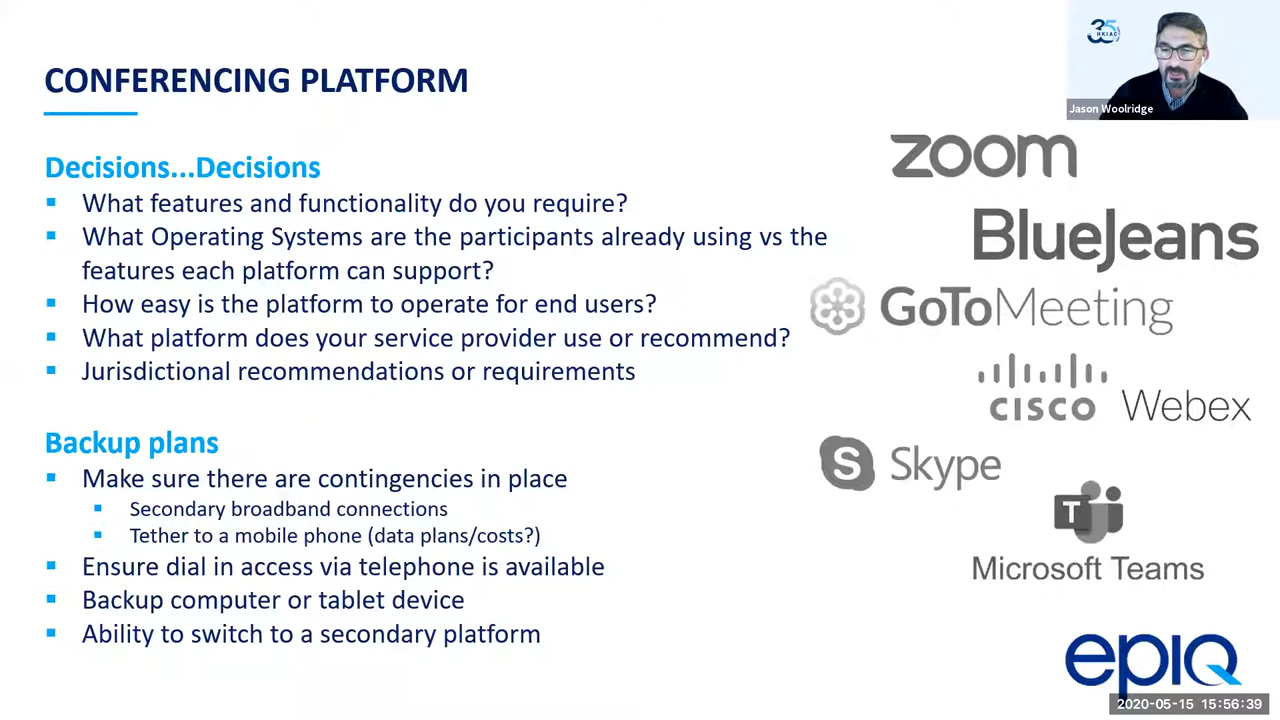 CONFERENCING PLATFORM
Decisions...Decisions
What features and functionality do you require?
What Operating Systems are the participants already using vs the
features each platform can support?
How easy is the platform to operate for end users?
What platform does your service provider use or recommend?
Jurisdictional recommendations or requirements
Backup plans
Make sure there are contingencies in place
Secondary broadband connections
Tether to a mobile phone (data plans/costs?)
Ensure dial in access via telephone is available
Backup computer or tablet device
Ability to switch to a secondary platform
35
HKIAC
Jason Woolridge
zoom
BlueJeans
GoToMeeting
CISCO Webex
S Skype
T
Microsoft Teams
epiq
2020-05-15 15:56:39